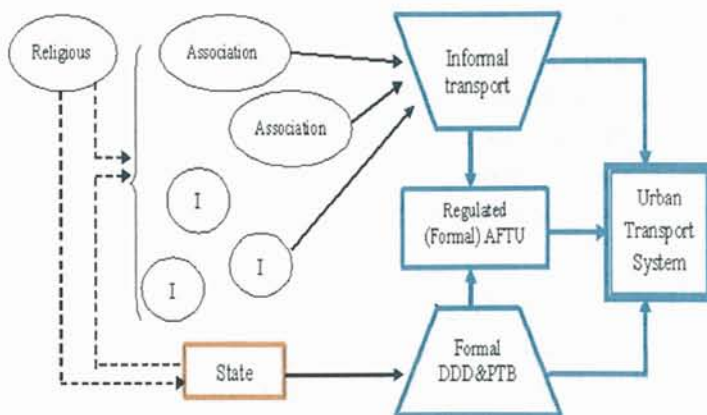 Religious
Association
Association
I
I
I
State
Informal
transport
Regulated
(Formal) AFTU
Formal
DDD&PTB
Urban
Transport
System